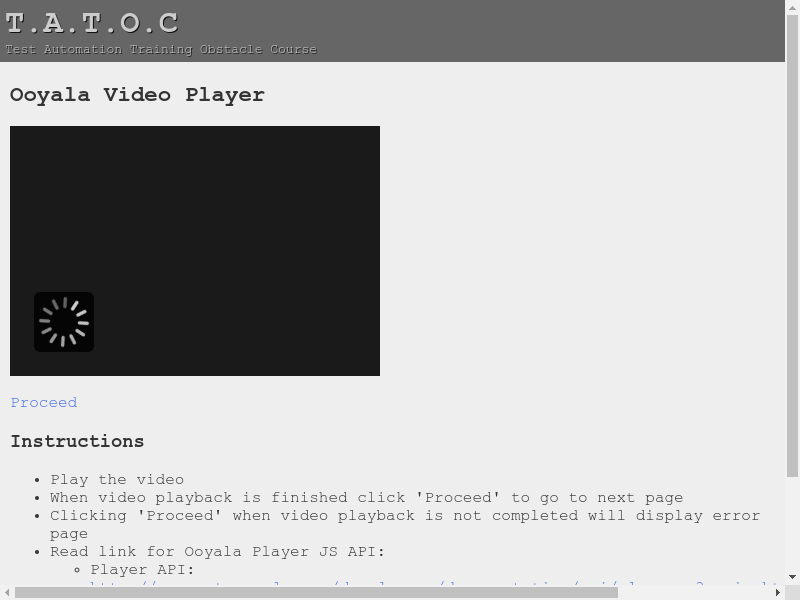 T.A.T.O.C
Test Automation Training Obstacle Course
Ooyala Video Player
Proceed
Instructions
Play the video
When video playback is finished click 'Proceed' to go to next page
Clicking 'Proceed' when video playback is not completed will display error
page
Read link for Ooyala Player JS API:
Player API: